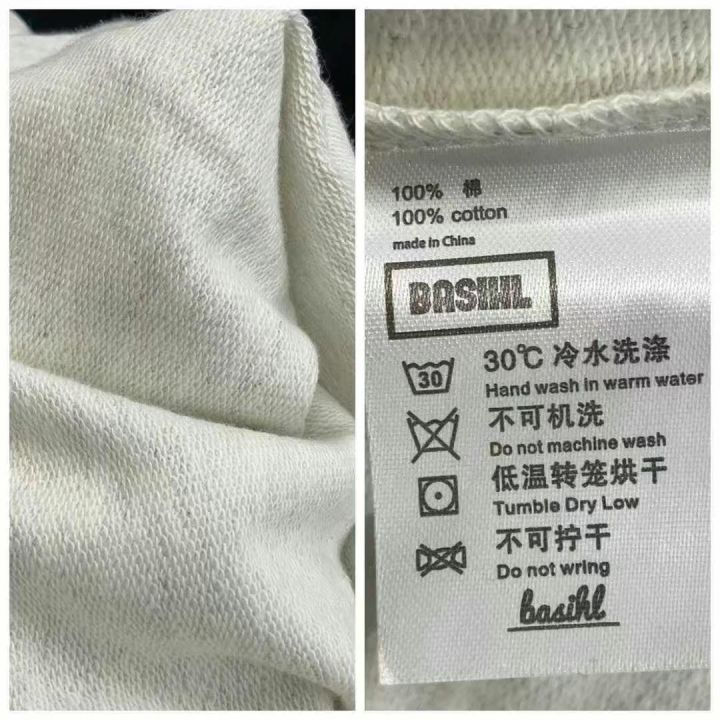 100% 棉
100% cotton
made in China
BASIHL
30℃ 冷水洗涤
30
Hand wash in warm water
不可机洗
Do not machine wash
低温转笼烘干
Tumble Dry Low
不可拧干
Do not wring
basihl